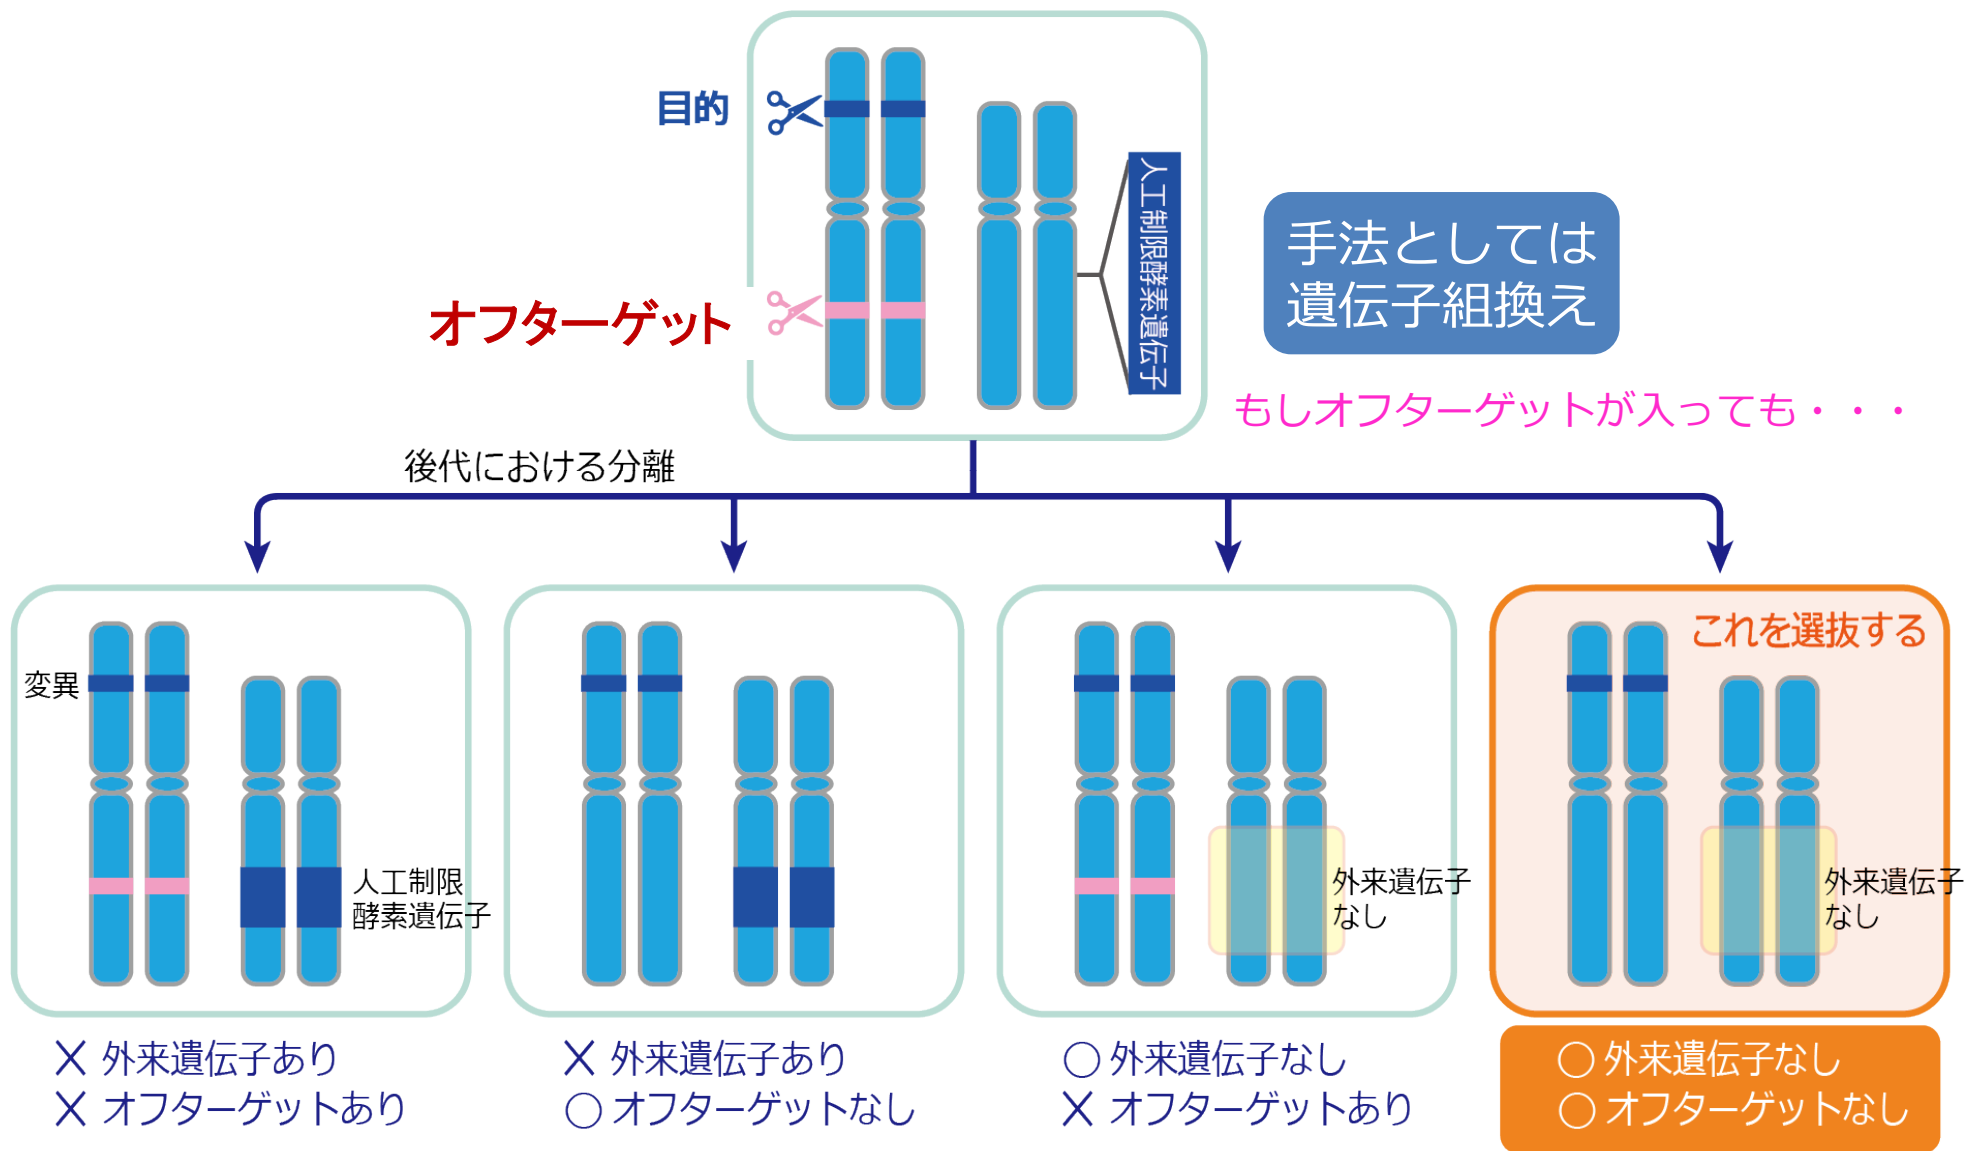 目的
人工制限酵素遺伝子
オフターゲット
手法としては
遺伝子組換え
もしオフターゲットが入っても・・・
後代における分離
変異
人工制限
酵素遺伝子
外来遺伝子
なし
これを選抜する
外来遺伝子
なし
× 外来遺伝子あり
× オフターゲットあり
× 外来遺伝子あり
○ オフターゲットなし
○ 外来遺伝子なし
× オフターゲットあり
○ 外来遺伝子なし
○ オフターゲットなし